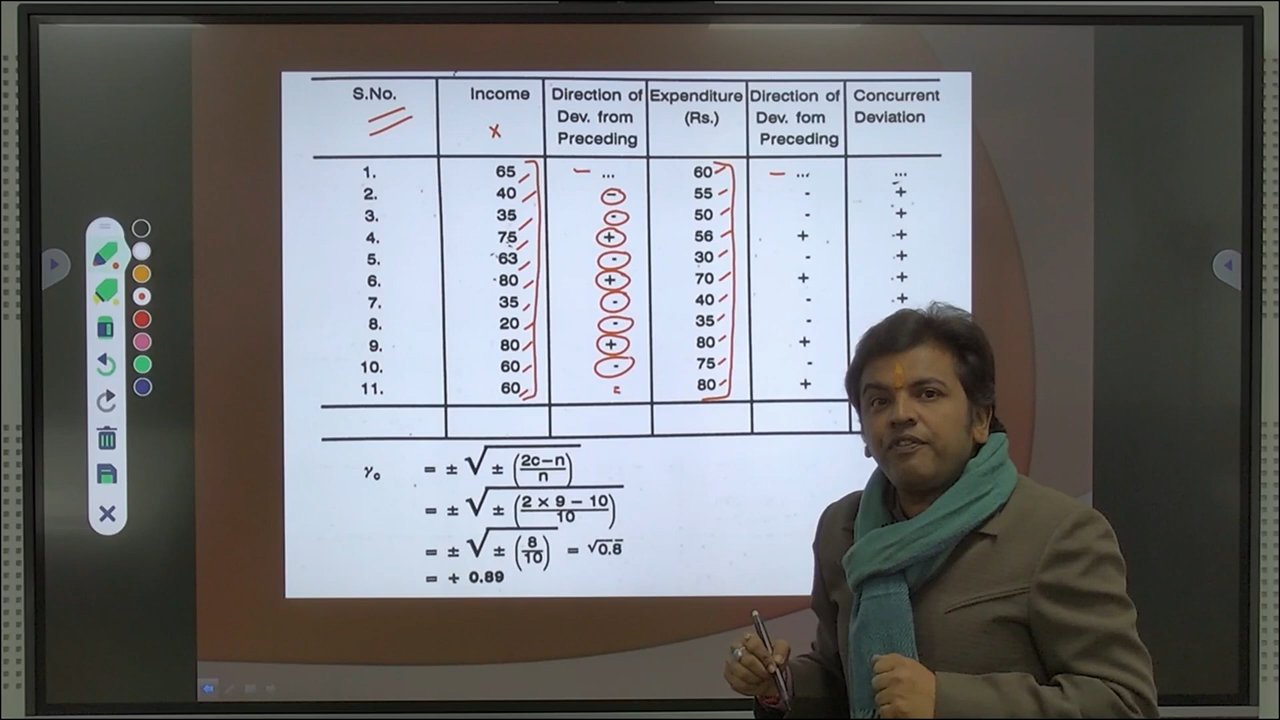 S.No. Income Direction of Dev. from Preceding Expenditure (Rs.) Direction of Dev. fom Preceding Concurrent Deviation
X
1. 65 – ... 60 – ... ...
2. 40 - 55 - +
3. 35 - 50 - +
4. 75 + 56 + +
5. 63 - 30 - +
6. 80 + 70 + +
7. 35 - 40 - +
8. 20 - 35 -
9. 80 + 80 +
10. 60 - 75 -
11. 60 = 80 +
γ₀ = ± √ ± (2c–n / n)
= ± √ ± (2 × 9 – 10 / 10)
= ± √ ± (8 / 10) = √0.8
= + 0.89